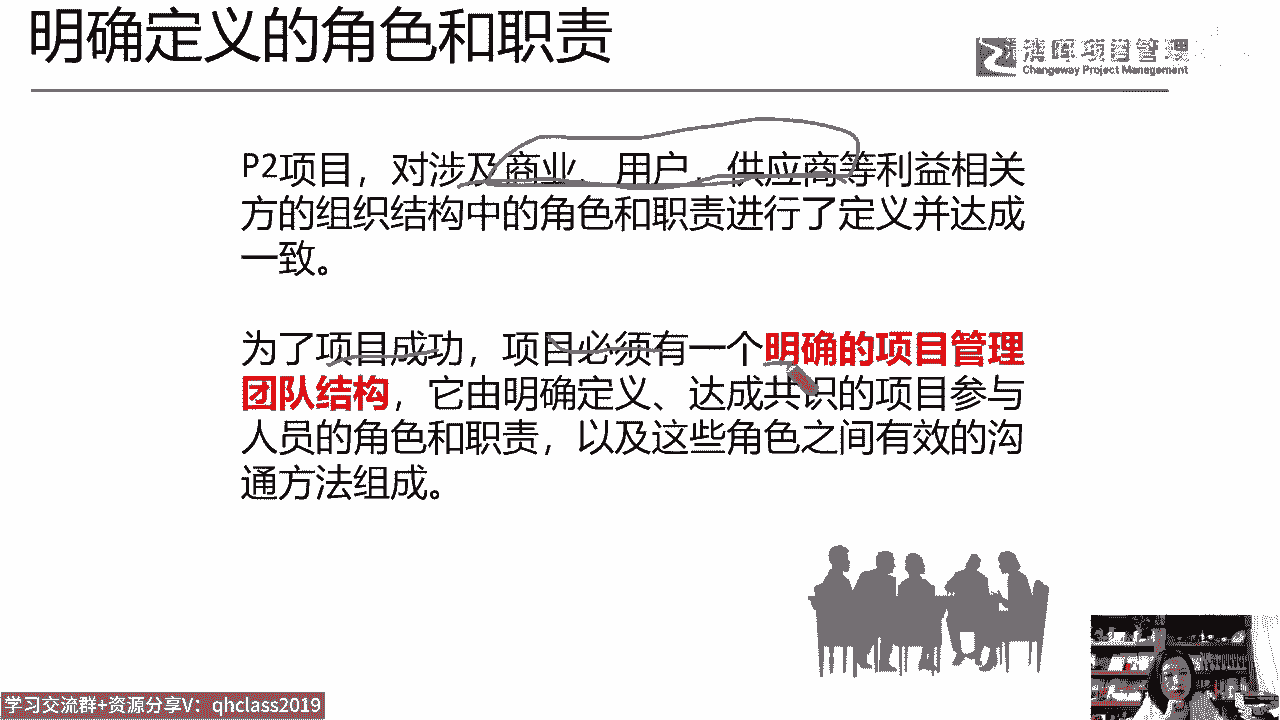 明确定义的角色和职责
清晖项目管理
Changeway Project Management
P2项目，对涉及商业、用户、供应商等利益相关
方的组织结构中的角色和职责进行了定义并达成
一致。
为了项目成功，项目必须有一个明确的项目管理
团队结构，它由明确定义、达成共识的项目参与
人员的角色和职责，以及这些角色之间有效的沟
通方法组成。
学习交流群+资源分享V：qhclass2019